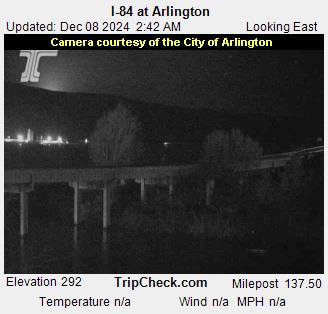 I-84 at Arlington
Updated: Dec 08 2024 2:42 AM Looking East
Camera courtesy of the City of Arlington
Elevation 292 TripCheck.com Milepost 137.50
Temperature n/a Wind n/a MPH n/a